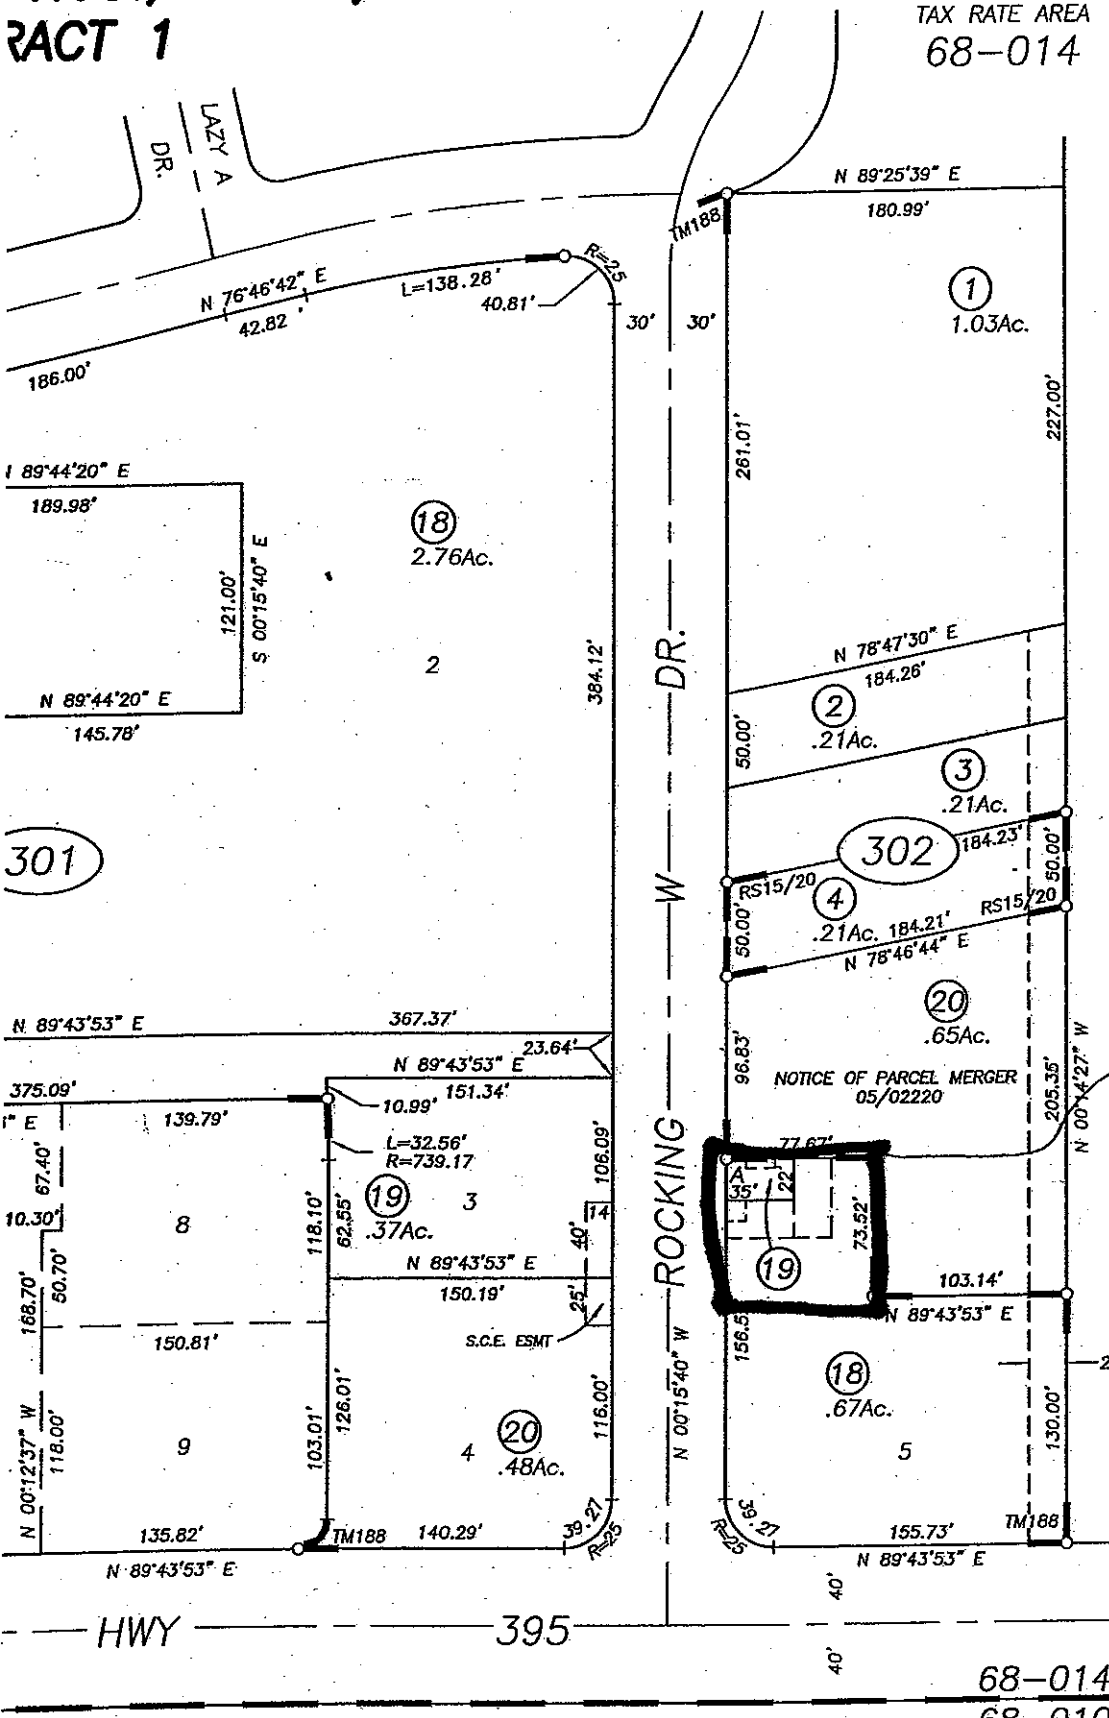 RACT 1
TAX RATE AREA
68-014
LAZY A
DR.
N 89°25'39" E
180.99'
TM188
R=25
N 76°46'42" E
L=138.28'
40.81'
42.82'
30' 30'
1
1.03Ac.
186.00'
227.00'
261.01'
89°44'20" E
189.98'
18
2.76Ac.
121.00'
S 00°15'40" E
2
384.12'
DR.
N 78°47'30" E
184.26'
N 89°44'20" E
145.78'
2
.21Ac.
50.00'
3
.21Ac.
301
302
184.23'
50.00'
RS15/20
4
.21Ac.
184.21'
RS15/20
50.00'
N 78°46'44" E
W
20
.65Ac.
N 89°43'53" E
367.37'
23.64'
N 89°43'53" E
151.34'
96.83'
NOTICE OF PARCEL MERGER
05/02220
205.35'
N 00°14'27" W
375.09'
139.79'
10.99'
" E
L=32.56'
R=739.17
106.09'
ROCKING
77.67'
67.40'
10.30'
8
118.10'
62.55'
19
.37Ac.
3
14
40'
A
35'
22'
73.52'
19
N 89°43'53" E
150.19'
25'
103.14'
N 89°43'53" E
168.70'
50.70'
150.81'
S.C.E. ESMT
156.5
N 00°15'40" W
18
.67Ac.
2
N 00°12'37" W
118.00'
9
103.01'
126.01'
4
20
.48Ac.
116.00'
5
130.00'
39.27
R=25
39.27
R=25
135.82'
TM188
140.29'
155.73'
TM188
N 89°43'53" E
N 89°43'53" E
40'
HWY 395
40'
68-014